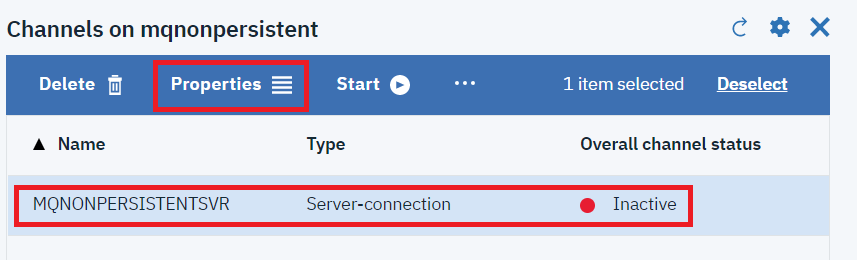 Channels on mqnonpersistent
Delete Properties Start ... 1 item selected Deselect
▲ Name Type Overall channel status
MQNONPERSISTENTSVR Server-connection Inactive